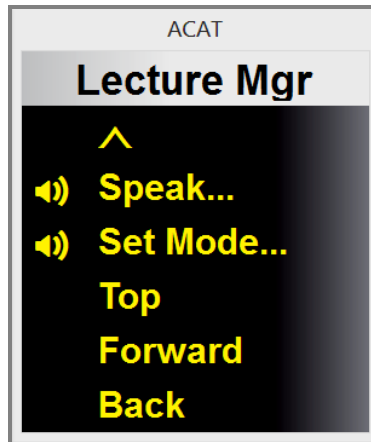 ACAT
Lecture Mgr
Speak...
Set Mode...
Top
Forward
Back